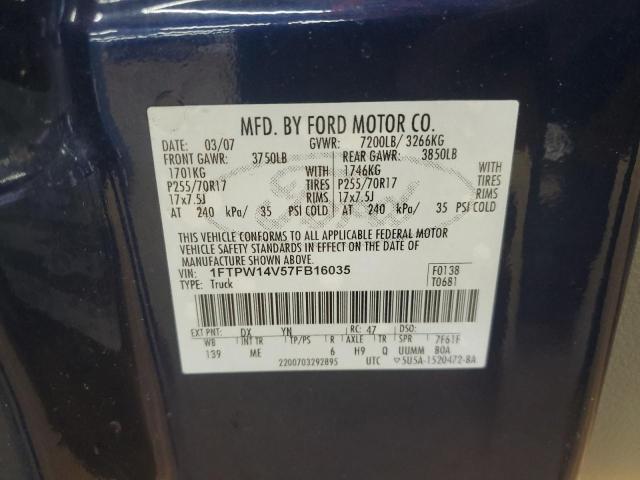 MFD. BY FORD MOTOR CO.
DATE: 03/07 GVWR: 7200LB/ 3266KG
FRONT GAWR: 3750LB REAR GAWR: 3850LB
1701KG WITH 1746KG WITH
P255/70R17 TIRES P255/70R17 TIRES
17x7.5J RIMS 17x7.5J RIMS
AT 240 kPa/ 35 PSI COLD AT 240 kPa/ 35 PSI COLD
THIS VEHICLE CONFORMS TO ALL APPLICABLE FEDERAL MOTOR
VEHICLE SAFETY STANDARDS IN EFFECT ON THE DATE OF
MANUFACTURE SHOWN ABOVE.
VIN: 1FTPW14V57FB16035 F0138
TYPE: Truck T0681
EXT PNT: DX YN RC: 47 DSO:
WB INT TR TP/PS R AXLE TR SPR 7F61F
139 ME 6 H9 Q UUMM BOA
2200703292895 UTC 5U5A-1520472-BA
Ford